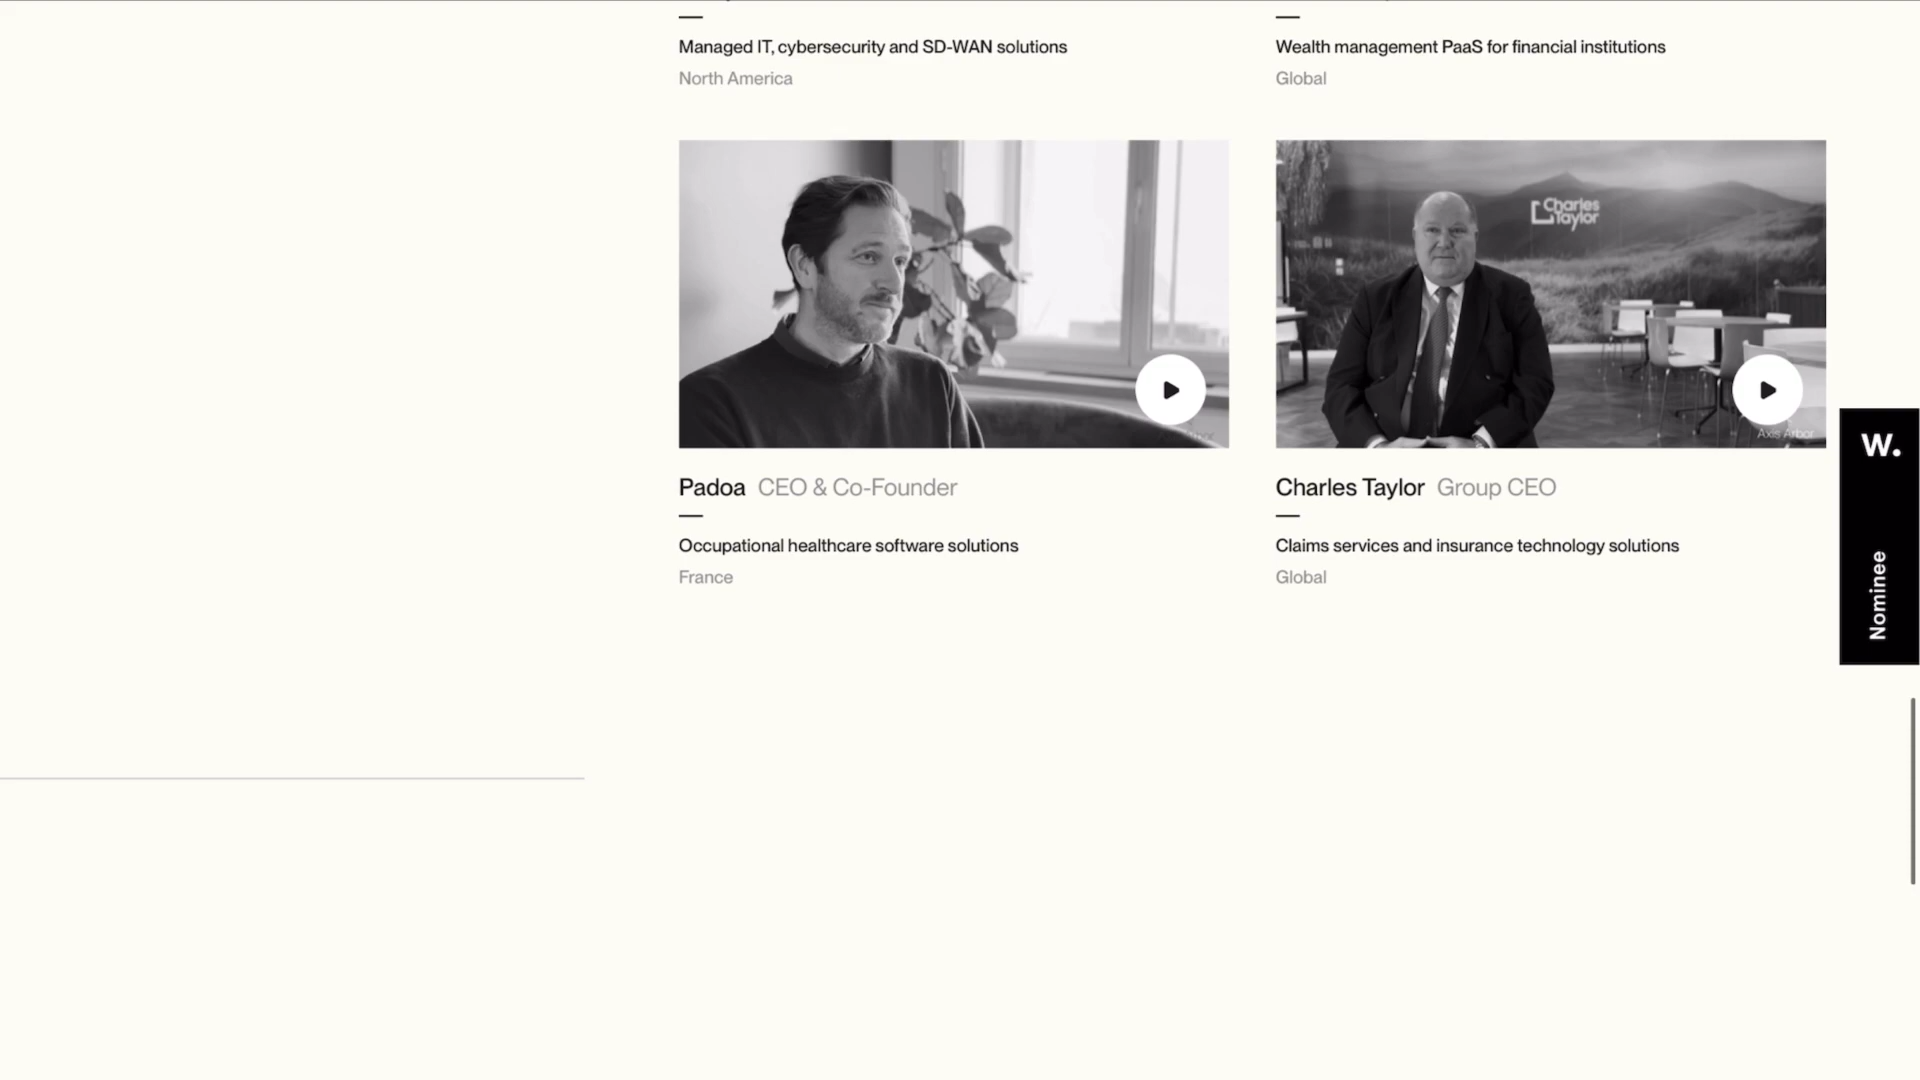 Managed IT, cybersecurity and SD-WAN solutions
North America
Wealth management PaaS for financial institutions
Global
Charles
Taylor
Axis Arbor
Padoa CEO & Co-Founder
Occupational healthcare software solutions
France
Charles Taylor Group CEO
Claims services and insurance technology solutions
Global
W.
Nominee